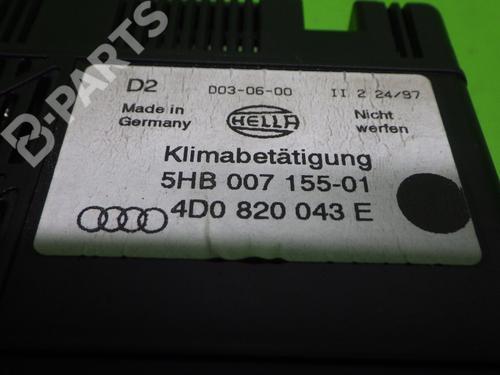 D2 D03-06-00 II 2 24/97
Made in Germany
HELLA
Nicht werfen
Klimabetätigung
5HB 007 155-01
4D0 820 043 E
B-PARTS